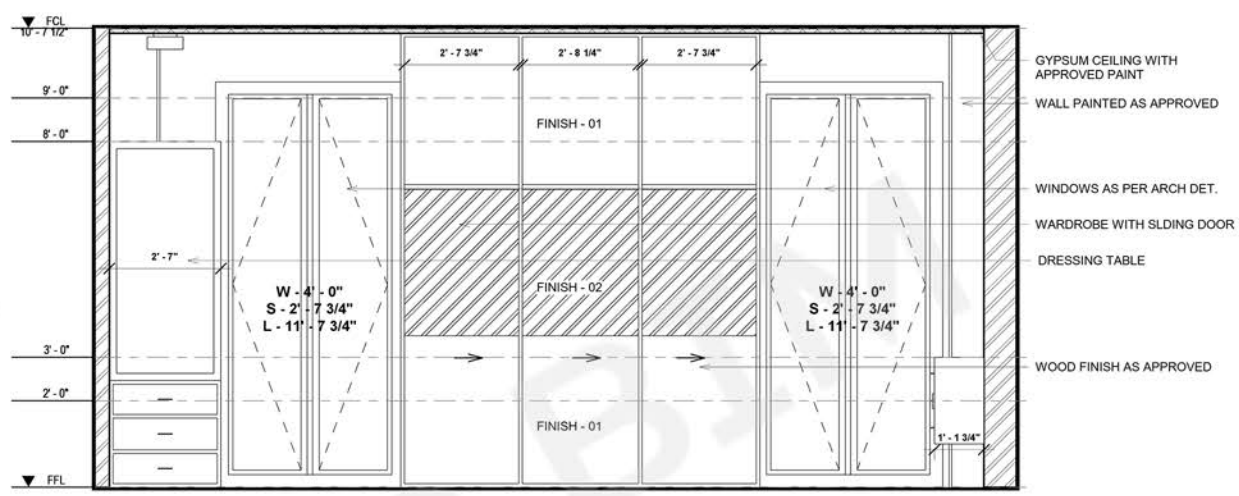 FCL
10' - 7 1/2"
2' - 7 3/4"
2' - 8 1/4"
2' - 7 3/4"
GYPSUM CEILING WITH
APPROVED PAINT
9' - 0"
WALL PAINTED AS APPROVED
FINISH - 01
8' - 0"
WINDOWS AS PER ARCH DET.
WARDROBE WITH SLDING DOOR
2' - 7"
DRESSING TABLE
W - 4' - 0"
S - 2' - 7 3/4"
L - 11' - 7 3/4"
FINISH - 02
W - 4' - 0"
S - 2' - 7 3/4"
L - 11' - 7 3/4"
3' - 0"
WOOD FINISH AS APPROVED
2' - 0"
FINISH - 01
1' - 1 3/4"
FFL
BIM